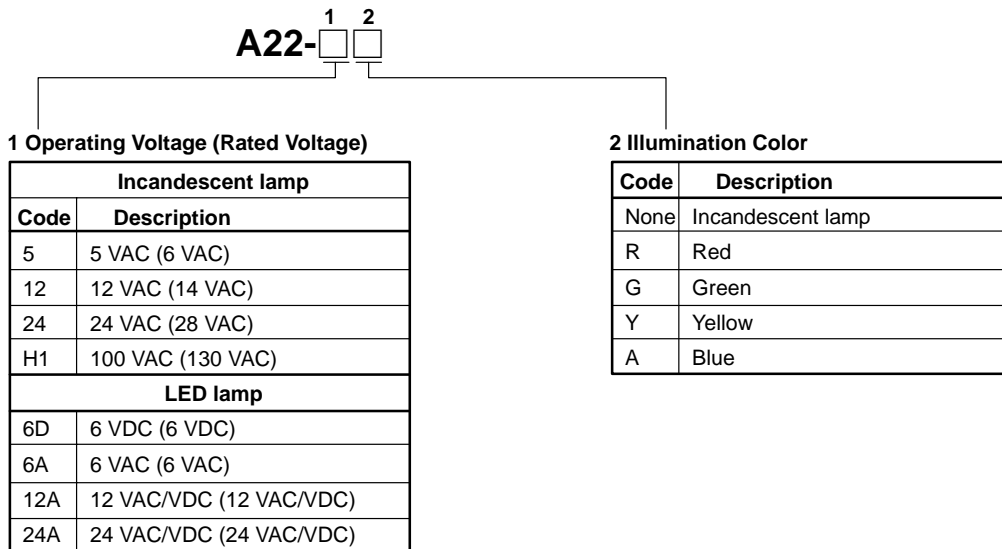 1 2
A22-□□
1 Operating Voltage (Rated Voltage)
Incandescent lamp
Code Description
5 5 VAC (6 VAC)
12 12 VAC (14 VAC)
24 24 VAC (28 VAC)
H1 100 VAC (130 VAC)
LED lamp
6D 6 VDC (6 VDC)
6A 6 VAC (6 VAC)
12A 12 VAC/VDC (12 VAC/VDC)
24A 24 VAC/VDC (24 VAC/VDC)
2 Illumination Color
Code Description
None Incandescent lamp
R Red
G Green
Y Yellow
A Blue